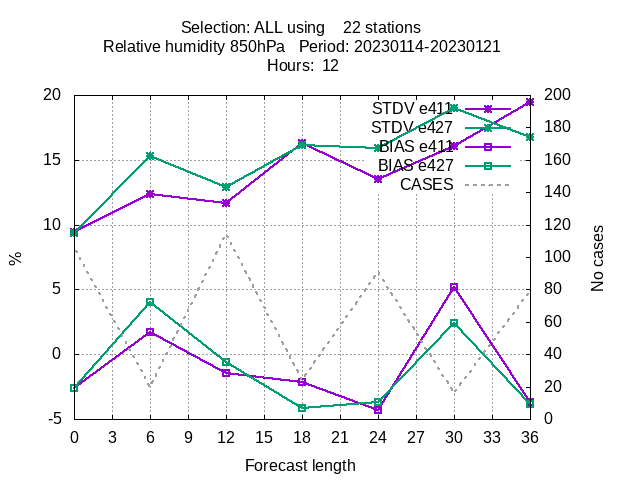 Selection: ALL using 22 stations
Relative humidity 850hPa Period: 20230114-20230121
Hours: 12
20 200
STDV e411
STDV e427 180
15 BIAS e411 160
BIAS e427
CASES 140
10 120
% No cases
100
5 80
60
0 40
20
-5 0
0 3 6 9 12 15 18 21 24 27 30 33 36
Forecast length